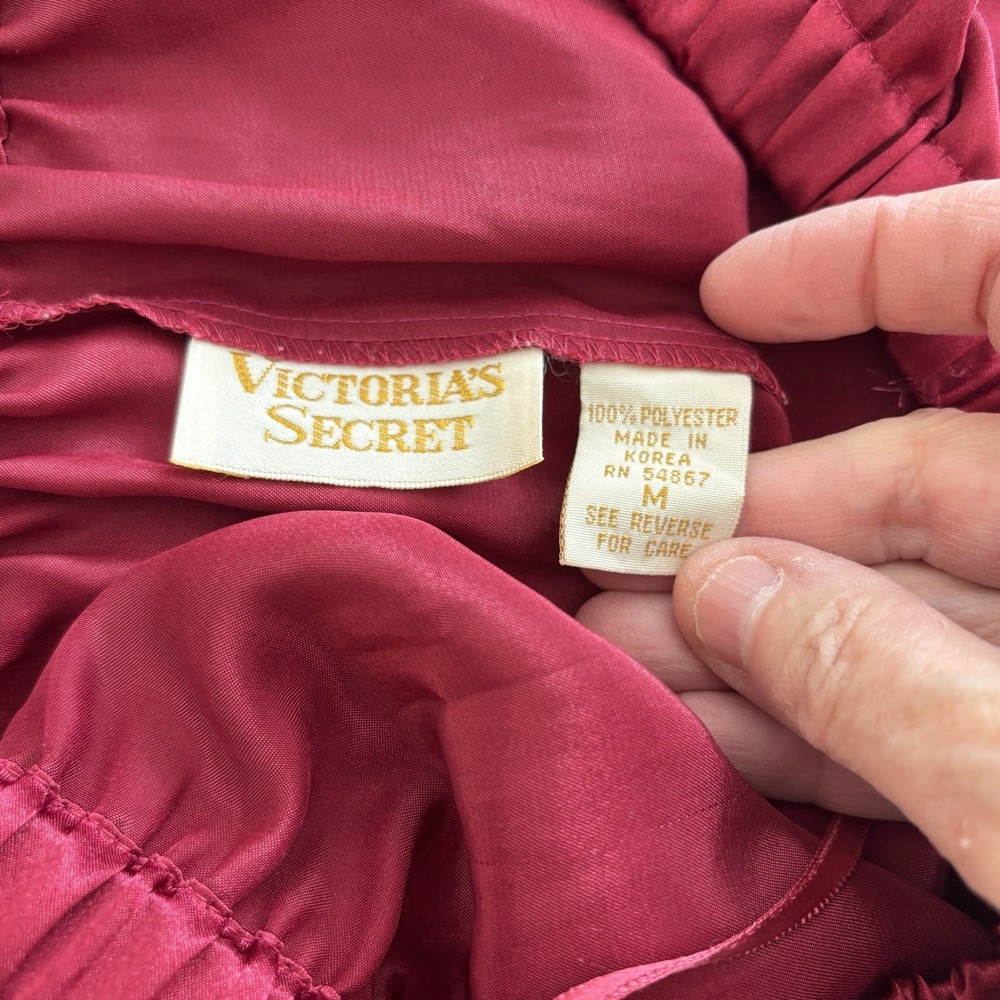 VICTORIA'S
SECRET
100% POLYESTER
MADE IN
KOREA
RN 54867
M
SEE REVERSE
FOR CARE